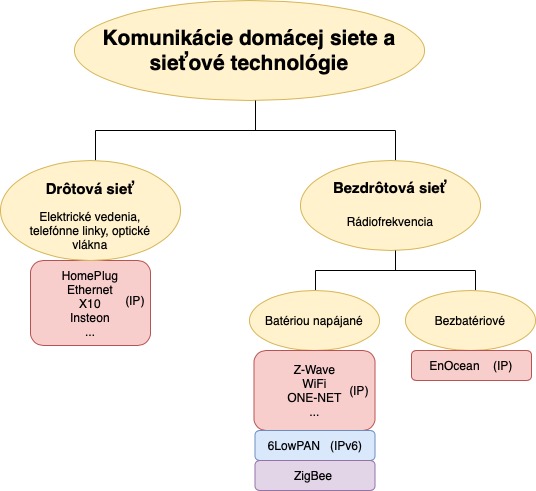 Komunikácie domácej siete a
sieťové technológie
Drôtová sieť
Elektrické vedenia,
telefónne linky, optické
vlákna
HomePlug
Ethernet
X10
Insteon
...
(IP)
Bezdrôtová sieť
Rádiofrekvencia
Batériou napájané
Z-Wave
WiFi
ONE-NET
...
(IP)
6LowPAN (IPv6)
ZigBee
Bezbatériové
EnOcean (IP)